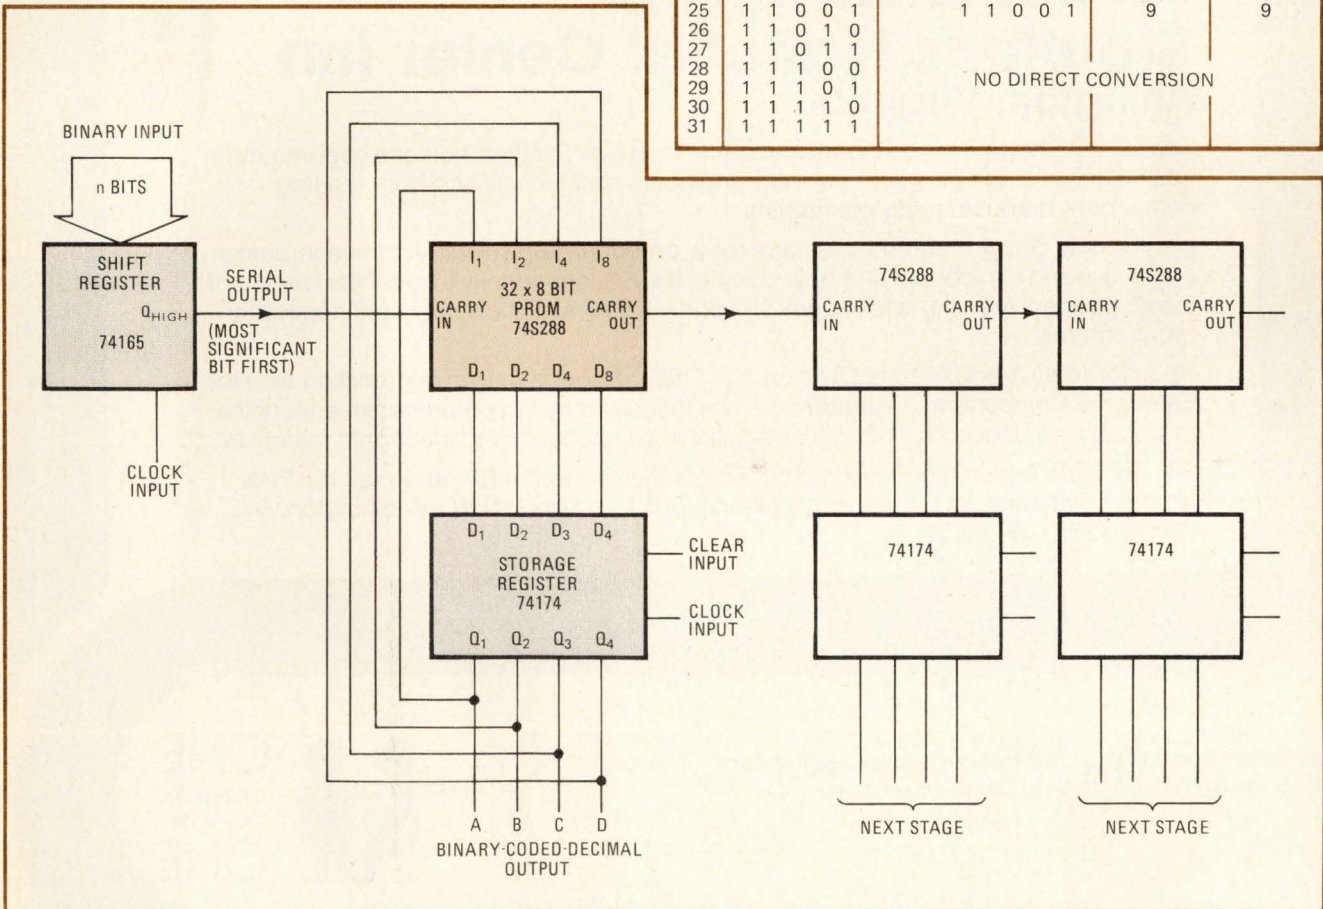 25 1 1 0 0 1 1 1 0 0 1 9 9
26 1 1 0 1 0
27 1 1 0 1 1
28 1 1 1 0 0
29 1 1 1 0 1
30 1 1 1 1 0
31 1 1 1 1 1
NO DIRECT CONVERSION
BINARY INPUT
n BITS
SHIFT
REGISTER
Q_HIGH
74165
CLOCK
INPUT
SERIAL
OUTPUT
(MOST
SIGNIFICANT
BIT FIRST)
I1 I2 I4 I8
32 x 8 BIT
PROM
74S288
CARRY
IN
CARRY
OUT
D1 D2 D4 D8
D1 D2 D3 D4
STORAGE
REGISTER
74174
Q1 Q2 Q3 Q4
CLEAR
INPUT
CLOCK
INPUT
A B C D
BINARY-CODED-DECIMAL
OUTPUT
74S288
CARRY
IN
CARRY
OUT
74174
NEXT STAGE
74S288
CARRY
IN
CARRY
OUT
74174
NEXT STAGE